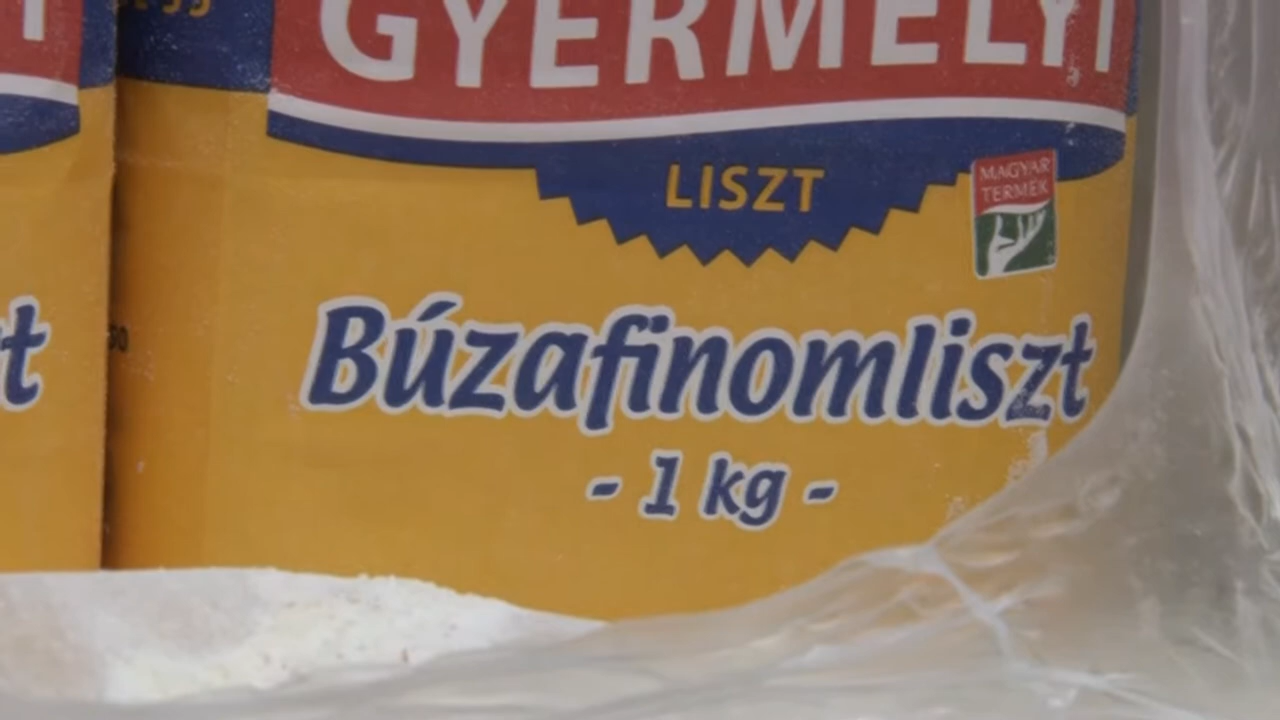 GYERMELYI
LISZT
MAGYAR
TERMÉK
Búzafinomliszt
- 1 kg -
t